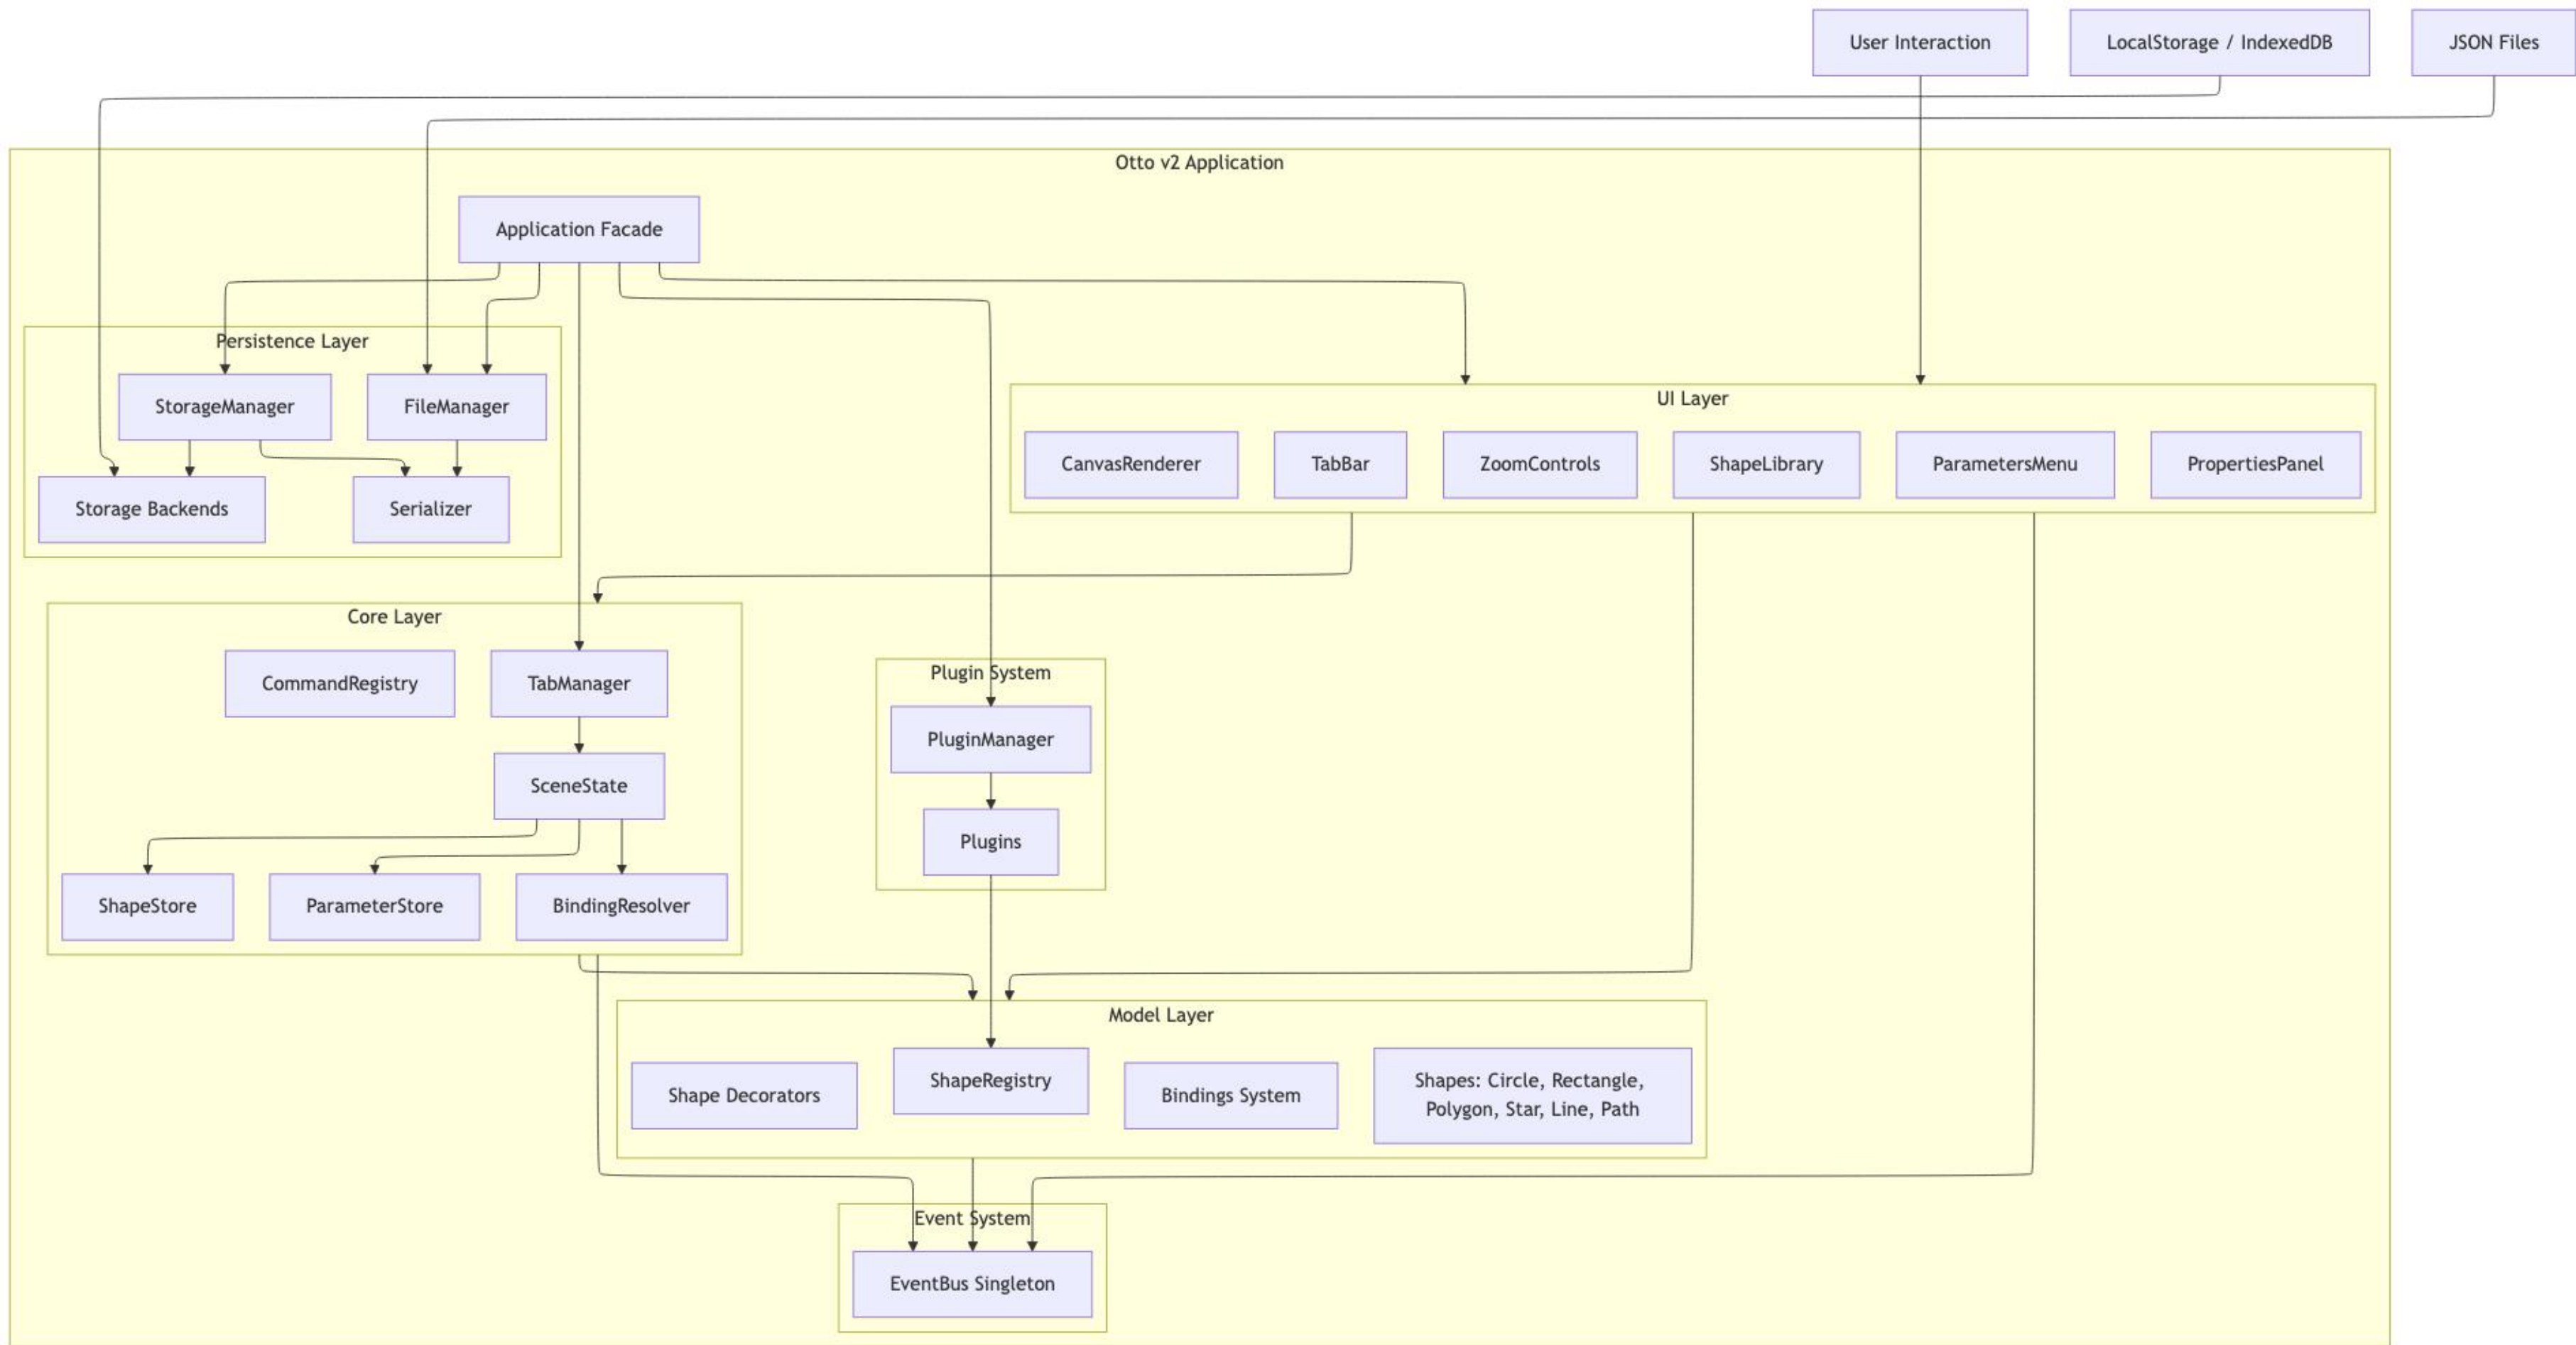 User Interaction
LocalStorage / IndexedDB
JSON Files
Otto v2 Application
Application Facade
Persistence Layer
StorageManager
FileManager
Storage Backends
Serializer
UI Layer
CanvasRenderer
TabBar
ZoomControls
ShapeLibrary
ParametersMenu
PropertiesPanel
Core Layer
CommandRegistry
TabManager
SceneState
ShapeStore
ParameterStore
BindingResolver
Plugin System
PluginManager
Plugins
Model Layer
Shape Decorators
ShapeRegistry
Bindings System
Shapes: Circle, Rectangle,
Polygon, Star, Line, Path
Event System
EventBus Singleton